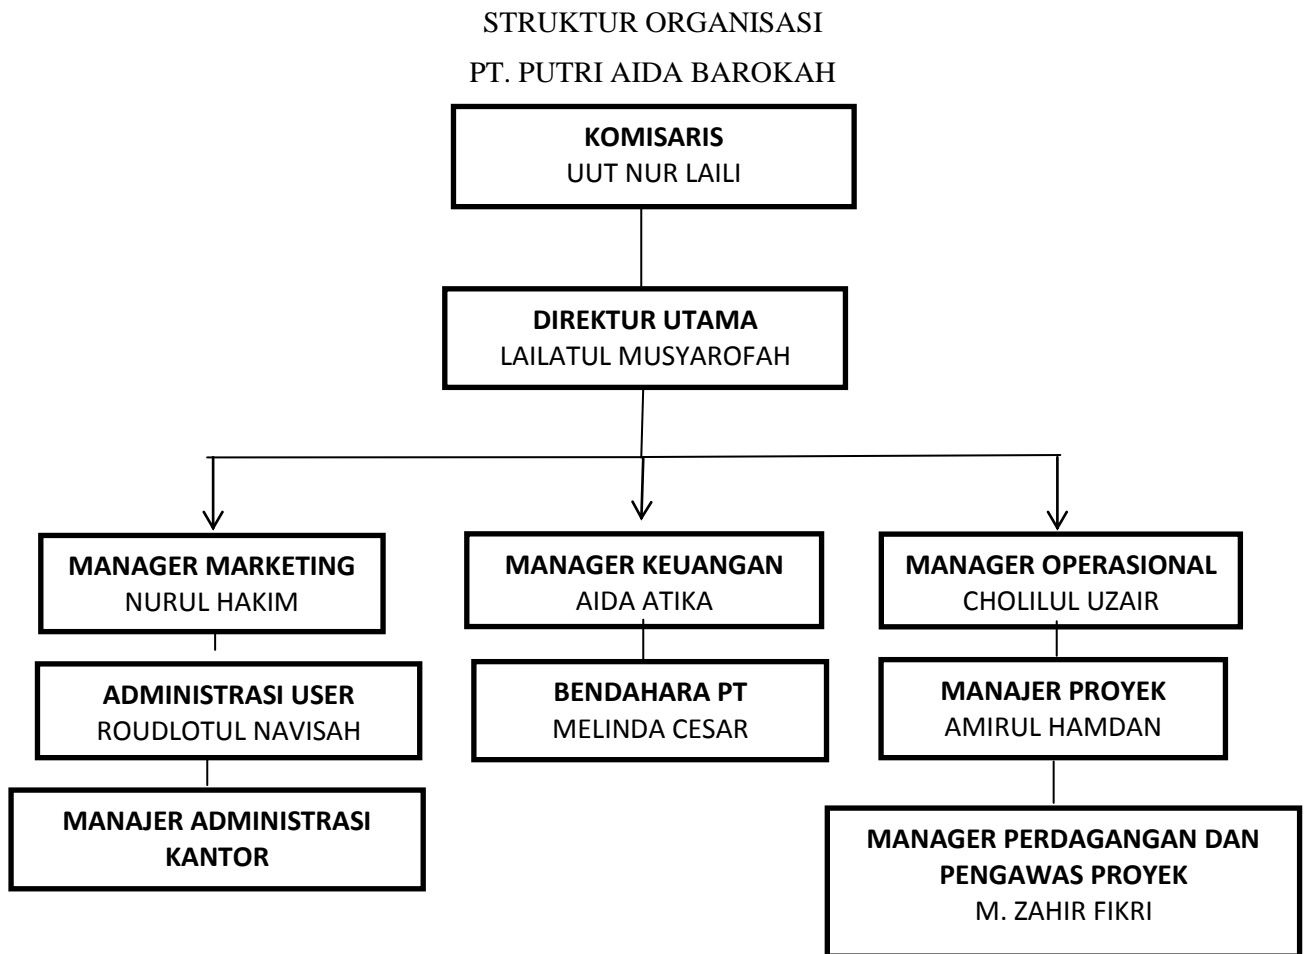 STRUKTUR ORGANISASI
PT. PUTRI AIDA BAROKAH
KOMISARIS
UUT NUR LAILI
DIREKTUR UTAMA
LAILATUL MUSYAROFAH
MANAGER MARKETING
NURUL HAKIM
MANAGER KEUANGAN
AIDA ATIKA
MANAGER OPERASIONAL
CHOLILUL UZAIR
ADMINISTRASI USER
ROUDLOTUL NAVISAH
BENDAHARA PT
MELINDA CESAR
MANAJER PROYEK
AMIRUL HAMDAN
MANAJER ADMINISTRASI
KANTOR
MANAGER PERDAGANGAN DAN
PENGAWAS PROYEK
M. ZAHIR FIKRI